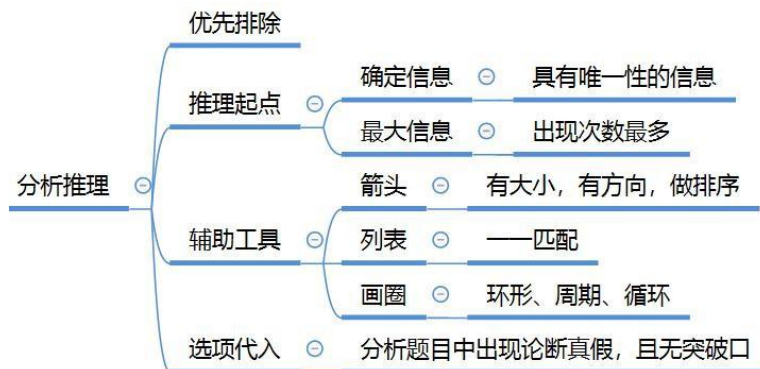 优先排除
确定信息 具有唯一性的信息
推理起点
最大信息 出现次数最多
分析推理
箭头 有大小，有方向，做排序
辅助工具 列表 ——匹配
画圈 环形、周期、循环
选项代入 分析题目中出现论断真假，且无突破口